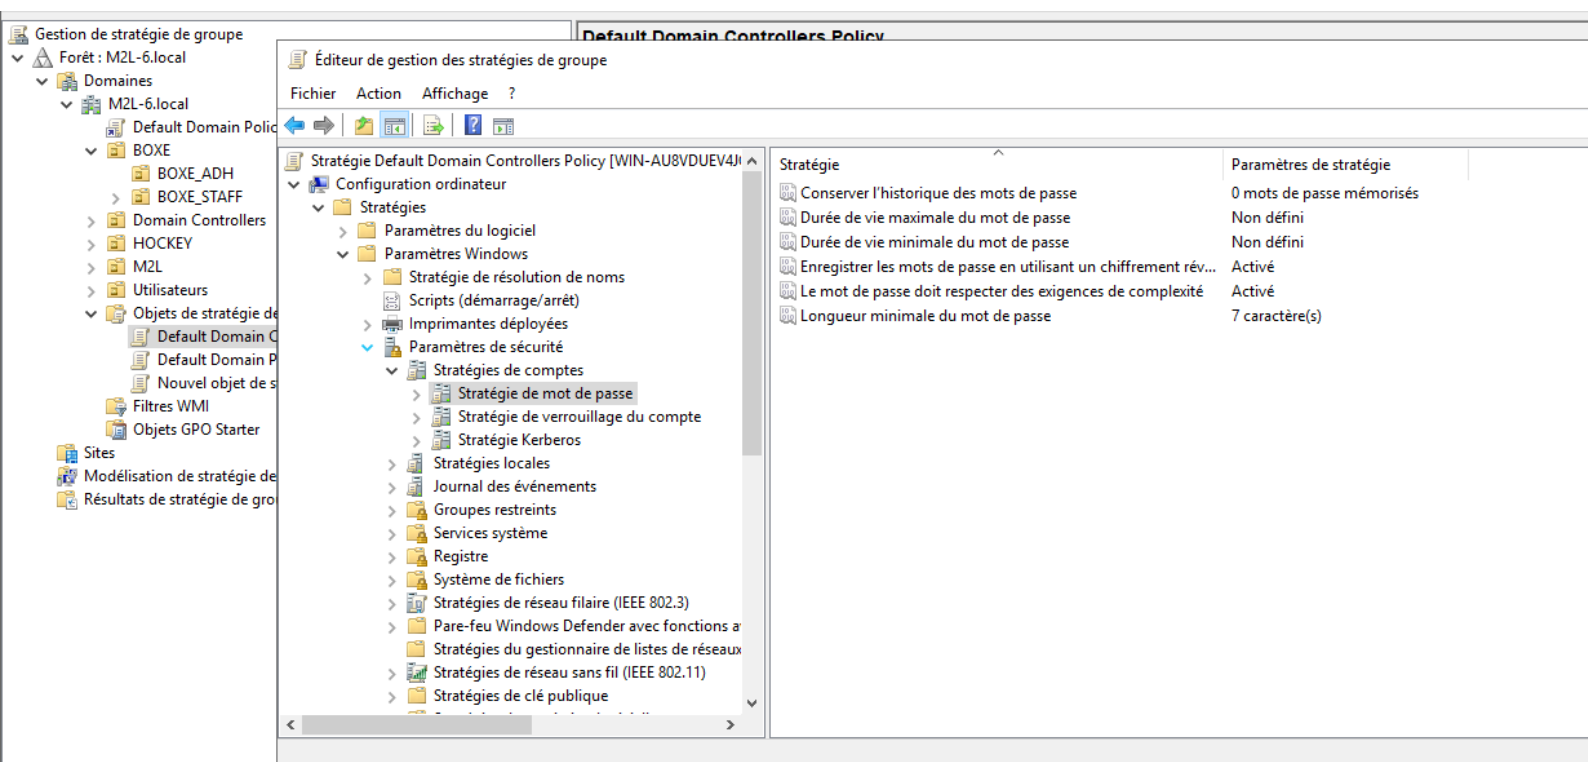 Gestion de stratégie de groupe
Forêt : M2L-6.local
Domaines
M2L-6.local
Default Domain Polic
BOXE
BOXE_ADH
BOXE_STAFF
Domain Controllers
HOCKEY
M2L
Utilisateurs
Objets de stratégie de
Default Domain C
Default Domain P
Nouvel objet de s
Filtres WMI
Objets GPO Starter
Sites
Modélisation de stratégie de
Résultats de stratégie de grou
Default Domain Controllers Policy
Éditeur de gestion des stratégies de groupe
Fichier Action Affichage ?
Stratégie Default Domain Controllers Policy [WIN-AU8VDUEV4J
Configuration ordinateur
Stratégies
Paramètres du logiciel
Paramètres Windows
Stratégie de résolution de noms
Scripts (démarrage/arrêt)
Imprimantes déployées
Paramètres de sécurité
Stratégies de comptes
Stratégie de mot de passe
Stratégie de verrouillage du compte
Stratégie Kerberos
Stratégies locales
Journal des événements
Groupes restreints
Services système
Registre
Système de fichiers
Stratégies de réseau filaire (IEEE 802.3)
Pare-feu Windows Defender avec fonctions a
Stratégies du gestionnaire de listes de réseaux
Stratégies de réseau sans fil (IEEE 802.11)
Stratégies de clé publique
Stratégie Paramètres de stratégie
Conserver l'historique des mots de passe 0 mots de passe mémorisés
Durée de vie maximale du mot de passe Non défini
Durée de vie minimale du mot de passe Non défini
Enregistrer les mots de passe en utilisant un chiffrement rév... Activé
Le mot de passe doit respecter des exigences de complexité Activé
Longueur minimale du mot de passe 7 caractère(s)